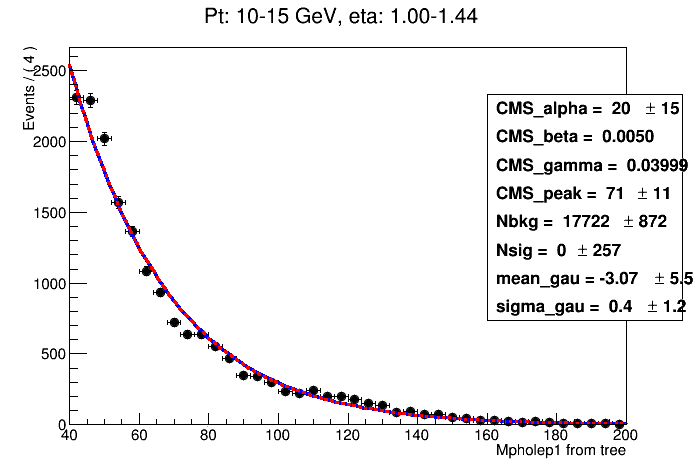 Pt: 10-15 GeV, eta: 1.00-1.44
Events / ( 4 )
2500
2000
1500
1000
500
0
CMS_alpha = 20 ± 15
CMS_beta = 0.0050
CMS_gamma = 0.03999
CMS_peak = 71 ± 11
Nbkg = 17722 ± 872
Nsig = 0 ± 257
mean_gau = -3.07 ± 5.5
sigma_gau = 0.4 ± 1.2
40 60 80 100 120 140 160 180 200
Mpholep1 from tree